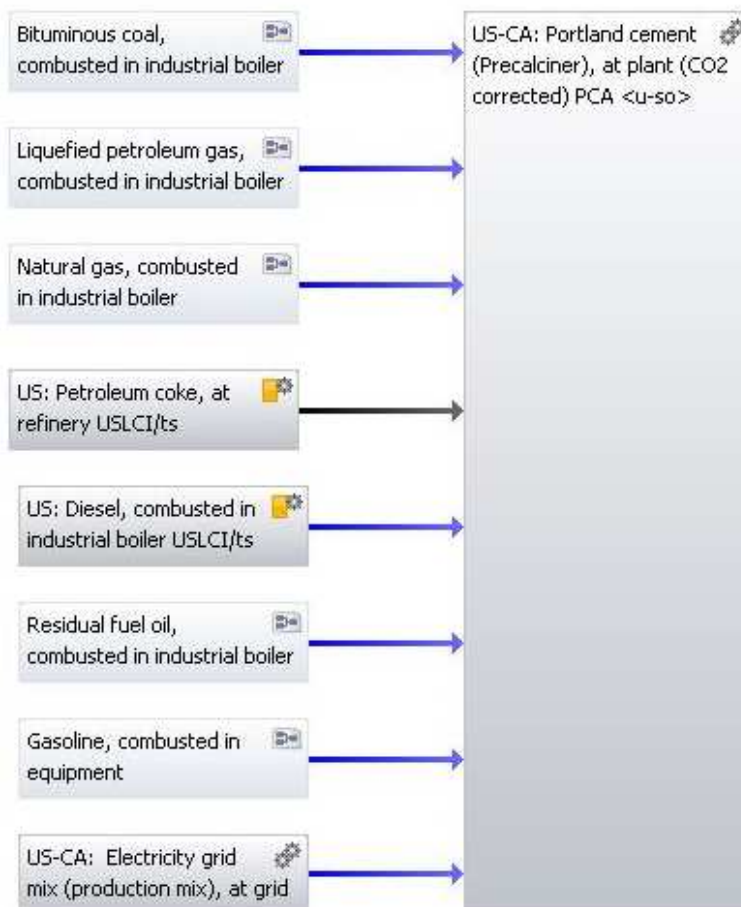 Bituminous coal,
combusted in industrial boiler
US-CA: Portland cement
(Precalciner), at plant (CO2
corrected) PCA <u-so>
Liquefied petroleum gas,
combusted in industrial boiler
Natural gas, combusted
in industrial boiler
US: Petroleum coke, at
refinery USLCI/ts
US: Diesel, combusted in
industrial boiler USLCI/ts
Residual fuel oil,
combusted in industrial boiler
Gasoline, combusted in
equipment
US-CA: Electricity grid
mix (production mix), at grid